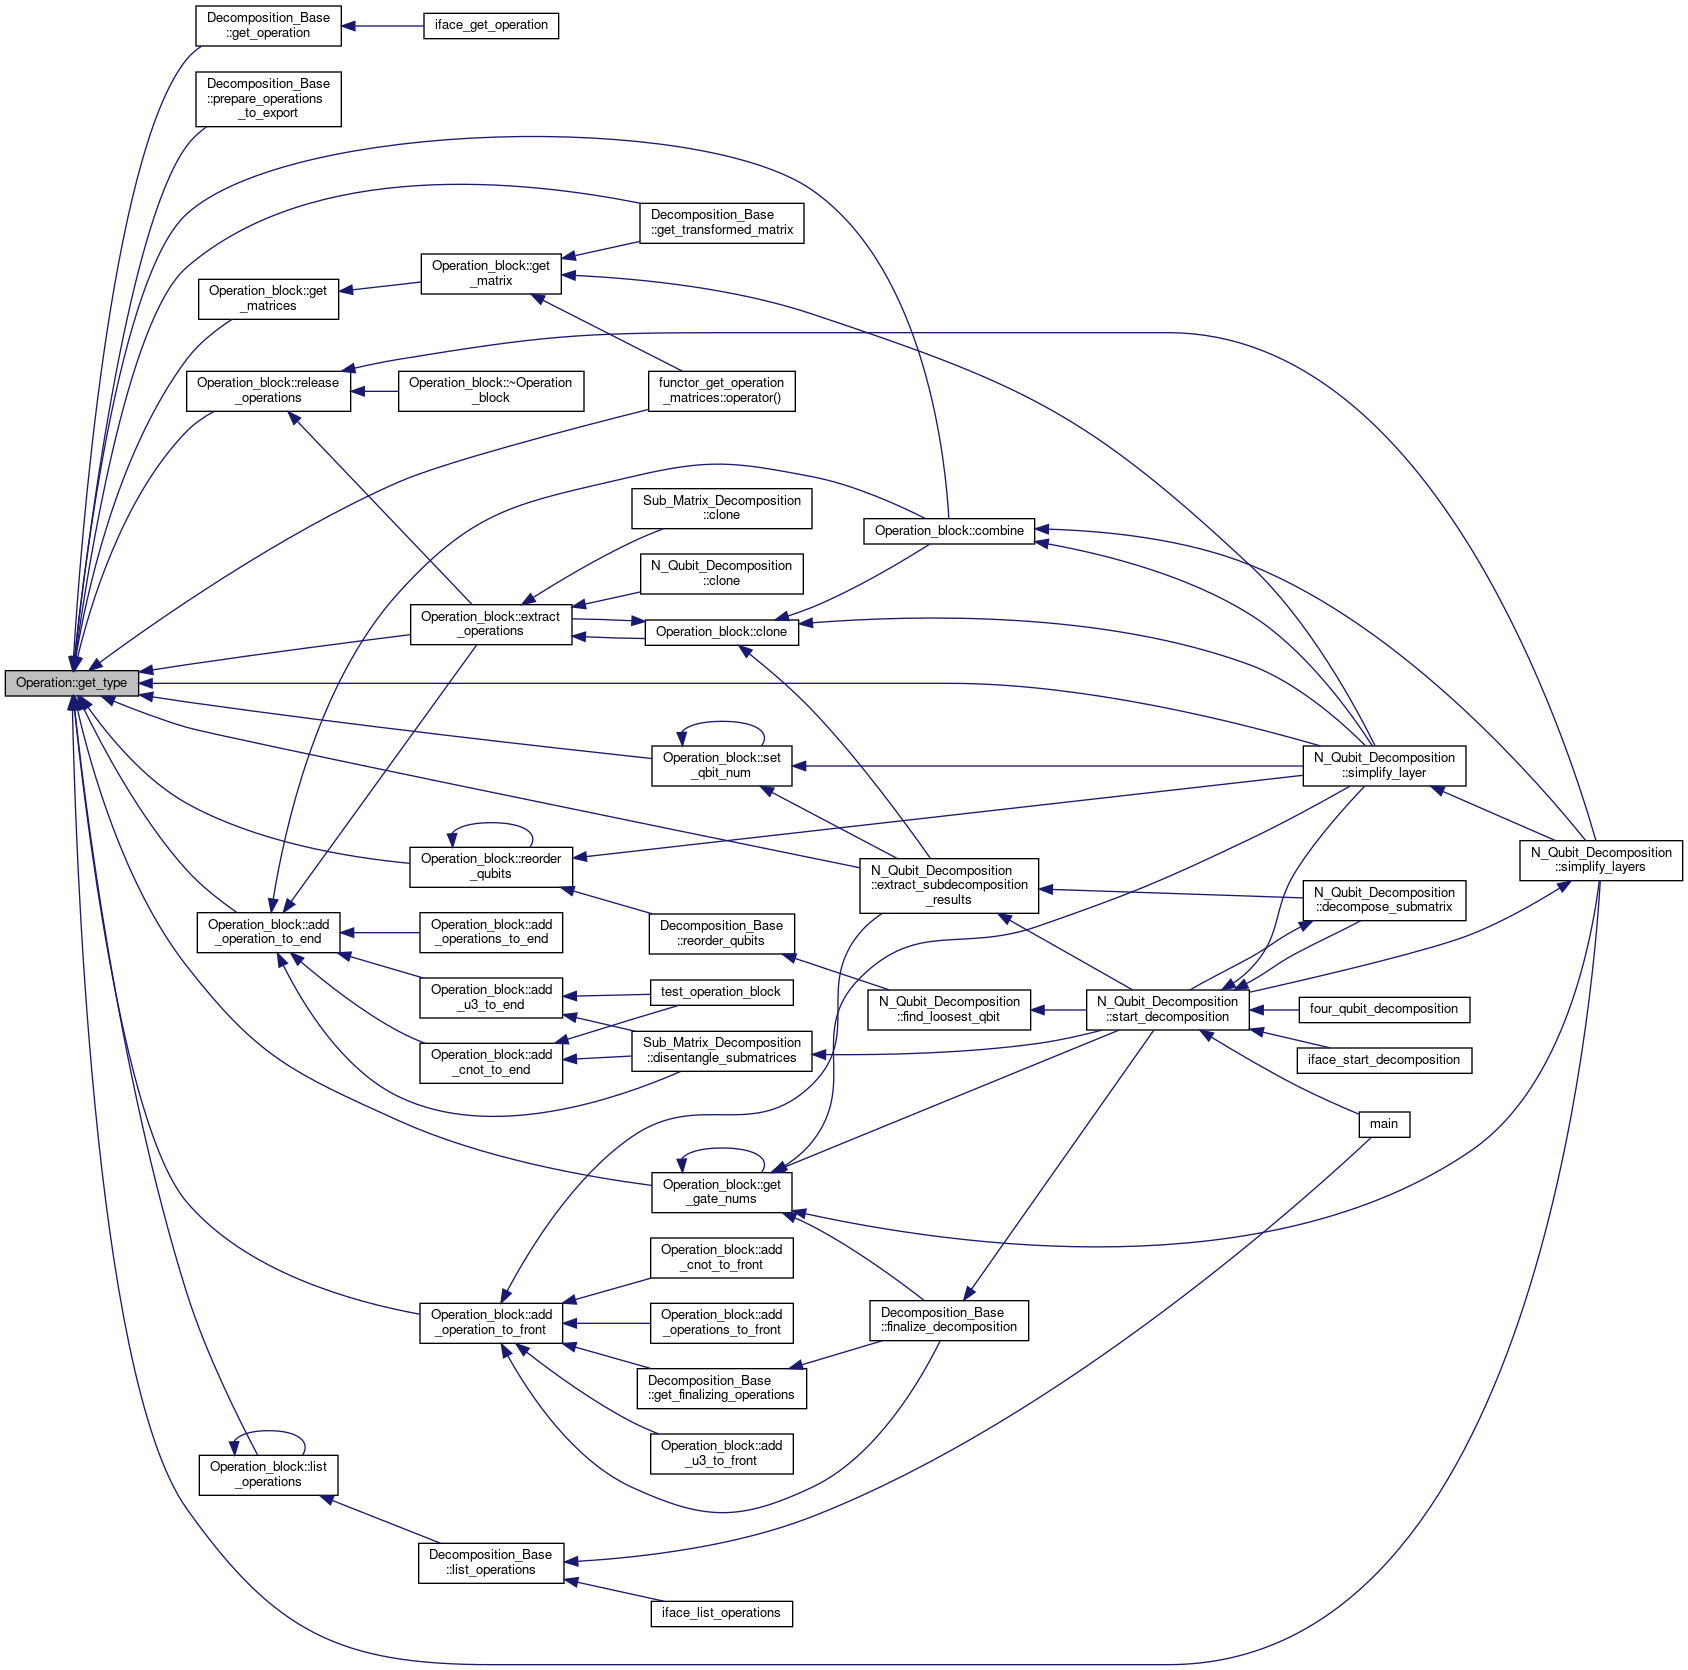 Decomposition_Base
::get_operation
iface_get_operation
Decomposition_Base
::prepare_operations
_to_export
Decomposition_Base
::get_transformed_matrix
Operation_block::get
_matrix
Operation_block::get
_matrices
Operation_block::release
_operations
Operation_block::~Operation
_block
functor_get_operation
_matrices::operator()
Sub_Matrix_Decomposition
::clone
Operation_block::combine
N_Qubit_Decomposition
::clone
Operation_block::extract
_operations
Operation_block::clone
Operation::get_type
Operation_block::set
_qbit_num
N_Qubit_Decomposition
::simplify_layer
Operation_block::reorder
_qubits
N_Qubit_Decomposition
::extract_subdecomposition
_results
N_Qubit_Decomposition
::simplify_layers
N_Qubit_Decomposition
::decompose_submatrix
Operation_block::add
_operation_to_end
Operation_block::add
_operations_to_end
Decomposition_Base
::reorder_qubits
Operation_block::add
_u3_to_end
test_operation_block
N_Qubit_Decomposition
::find_loosest_qbit
N_Qubit_Decomposition
::start_decomposition
four_qubit_decomposition
Operation_block::add
_cnot_to_end
Sub_Matrix_Decomposition
::disentangle_submatrices
iface_start_decomposition
main
Operation_block::get
_gate_nums
Operation_block::add
_cnot_to_front
Operation_block::add
_operation_to_front
Operation_block::add
_operations_to_front
Decomposition_Base
::finalize_decomposition
Decomposition_Base
::get_finalizing_operations
Operation_block::add
_u3_to_front
Operation_block::list
_operations
Decomposition_Base
::list_operations
iface_list_operations